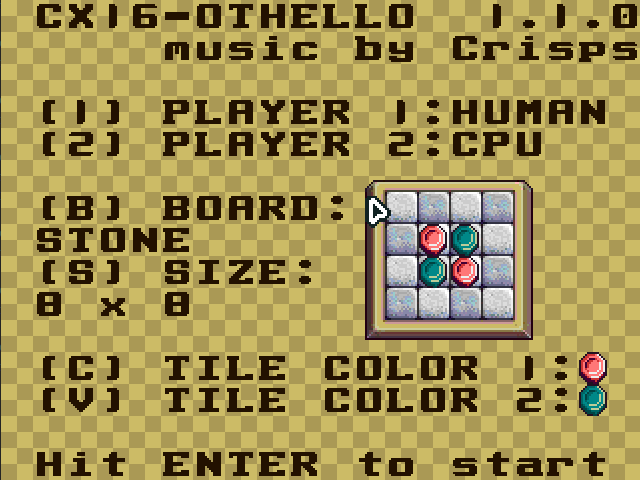 CX16-OTHELLO 1.1.0
music by Crisps
(1) PLAYER 1:HUMAN
(2) PLAYER 2:CPU
(B) BOARD:
STONE
(S) SIZE:
8 x 8
(C) TILE COLOR 1:
(V) TILE COLOR 2:
Hit ENTER to start